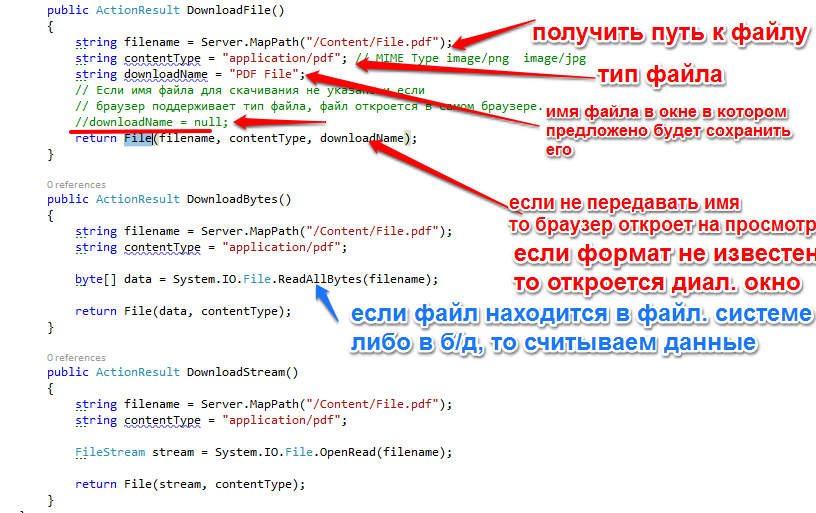 public ActionResult DownloadFile()
{
string filename = Server.MapPath("/Content/File.pdf");
получить путь к файлу
string contentType = "application/pdf"; // MIME Type image/png image/jpg
тип файла
string downloadName = "PDF File";
// Если имя файла для скачивания не указано и если
// браузер поддерживает тип файла, файл откроется в самом браузере.
имя файла в окне в котором
предложено будет сохранить
его
//downloadName = null;
return File(filename, contentType, downloadName);
}
если не передавать имя
то браузер откроет на просмотр
если формат не известен
то откроется диал. окно
0 references
public ActionResult DownloadBytes()
{
string filename = Server.MapPath("/Content/File.pdf");
string contentType = "application/pdf";
byte[] data = System.IO.File.ReadAllBytes(filename);
return File(data, contentType);
}
если файл находится в файл. системе
либо в б/д, то считываем данные
0 references
public ActionResult DownloadStream()
{
string filename = Server.MapPath("/Content/File.pdf");
string contentType = "application/pdf";
FileStream stream = System.IO.File.OpenRead(filename);
return File(stream, contentType);
}